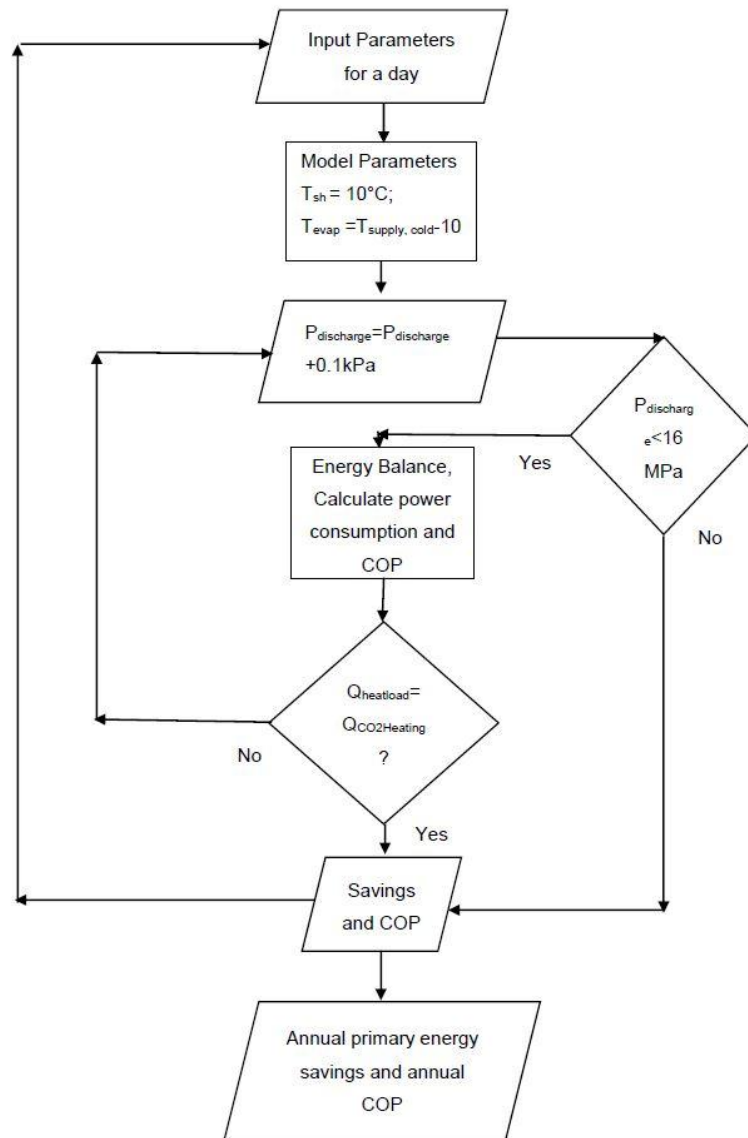 Input Parameters
for a day
Model Parameters
Tsh = 10°C;
Tevap =Tsupply, cold-10
Pdischarge=Pdischarge
+0.1kPa
Pdischarg
e<16
MPa
Yes
No
Energy Balance,
Calculate power
consumption and
COP
Qheatload=
QCO2Heating
?
No
Yes
Savings
and COP
Annual primary energy
savings and annual
COP